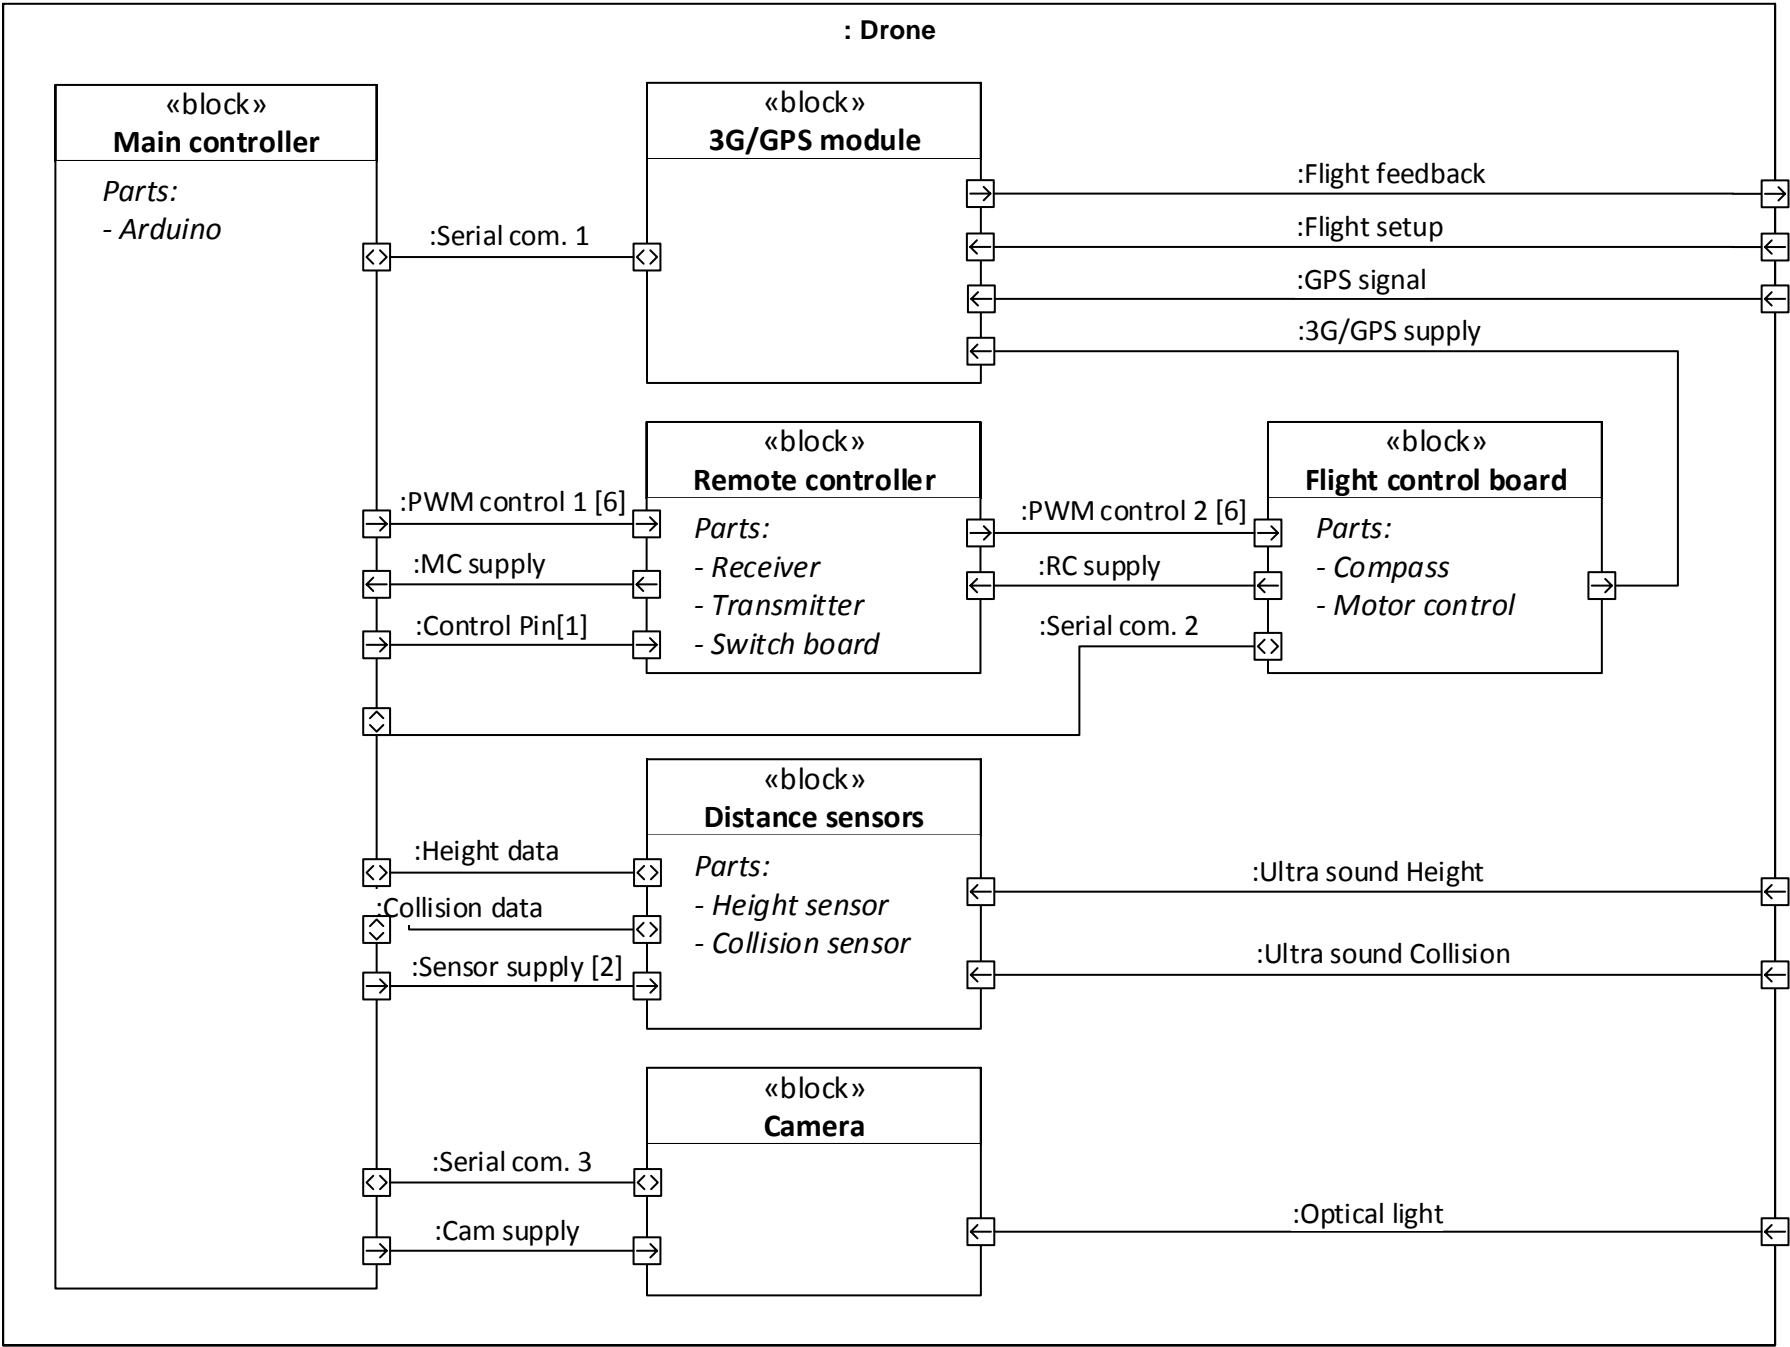 : Drone
«block»
Main controller
Parts:
- Arduino
«block»
3G/GPS module
:Serial com. 1
:Flight feedback
:Flight setup
:GPS signal
:3G/GPS supply
«block»
Remote controller
Parts:
- Receiver
- Transmitter
- Switch board
:PWM control 1 [6]
:MC supply
:Control Pin[1]
:PWM control 2 [6]
:RC supply
:Serial com. 2
«block»
Flight control board
Parts:
- Compass
- Motor control
«block»
Distance sensors
Parts:
- Height sensor
- Collision sensor
:Height data
:Collision data
:Sensor supply [2]
:Ultra sound Height
:Ultra sound Collision
«block»
Camera
:Serial com. 3
:Cam supply
:Optical light